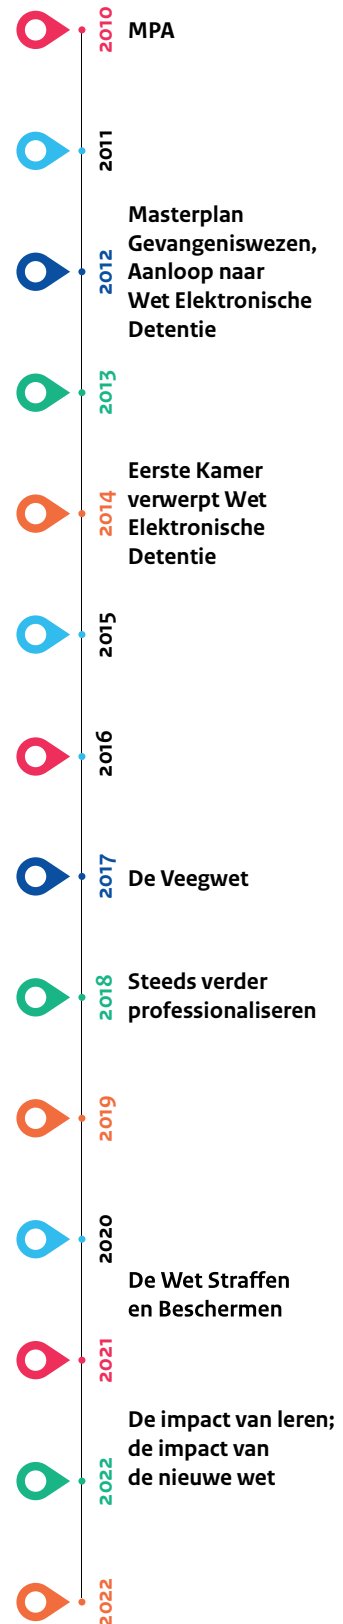 2010
MPA
2011
2012
Masterplan
Gevangeniswezen,
Aanloop naar
Wet Elektronische
Detentie
2013
2014
Eerste Kamer
verwerpt Wet
Elektronische
Detentie
2015
2016
2017
De Veegwet
2018
Steeds verder
professionaliseren
2019
2020
De Wet Straffen
en Beschermen
2021
De impact van leren;
de impact van
de nieuwe wet
2022
2022